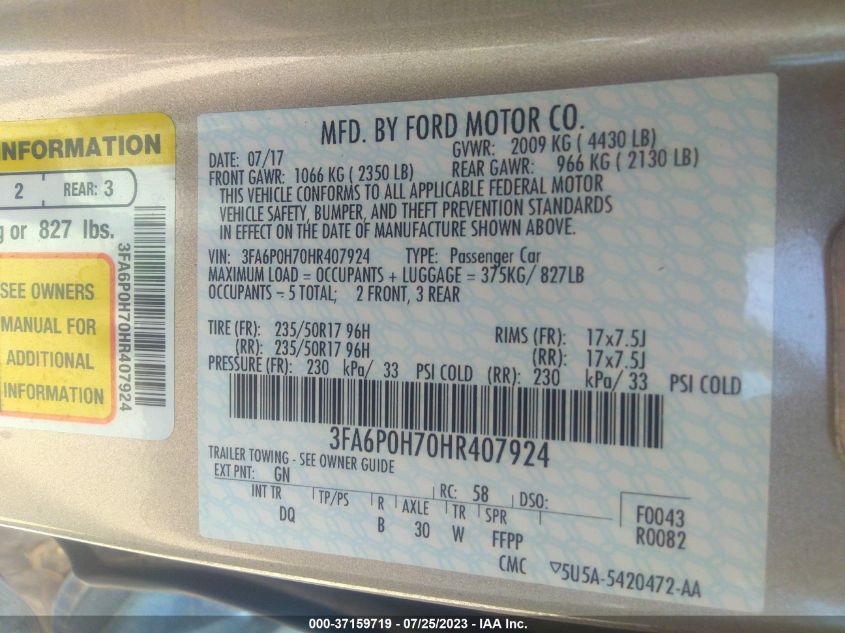 INFORMATION
2 REAR: 3
or 827 lbs.
SEE OWNERS
MANUAL FOR
ADDITIONAL
INFORMATION
3FA6P0H70HR407924
MFD. BY FORD MOTOR CO.
DATE: 07/17 GVWR: 2009 KG ( 4430 LB)
FRONT GAWR: 1066 KG ( 2350 LB) REAR GAWR: 966 KG ( 2130 LB)
THIS VEHICLE CONFORMS TO ALL APPLICABLE FEDERAL MOTOR
VEHICLE SAFETY, BUMPER, AND THEFT PREVENTION STANDARDS
IN EFFECT ON THE DATE OF MANUFACTURE SHOWN ABOVE.
VIN: 3FA6P0H70HR407924 TYPE: Passenger Car
MAXIMUM LOAD = OCCUPANTS + LUGGAGE = 375KG/ 827LB
OCCUPANTS = 5 TOTAL; 2 FRONT, 3 REAR
TIRE (FR): 235/50R17 96H RIMS (FR): 17x7.5J
(RR): 235/50R17 96H (RR): 17x7.5J
PRESSURE (FR): 230 kPa/ 33 PSI COLD (RR): 230 kPa/ 33 PSI COLD
3FA6P0H70HR407924
TRAILER TOWING - SEE OWNER GUIDE
EXT PNT: GN RC: 58 DSO:
INT TR TP/PS R AXLE TR SPR F0043
DQ B 30 W FFPP R0082
CMC ▽5U5A-5420472-AA
000-37159719 / 07/25/2023 / IAA Inc.